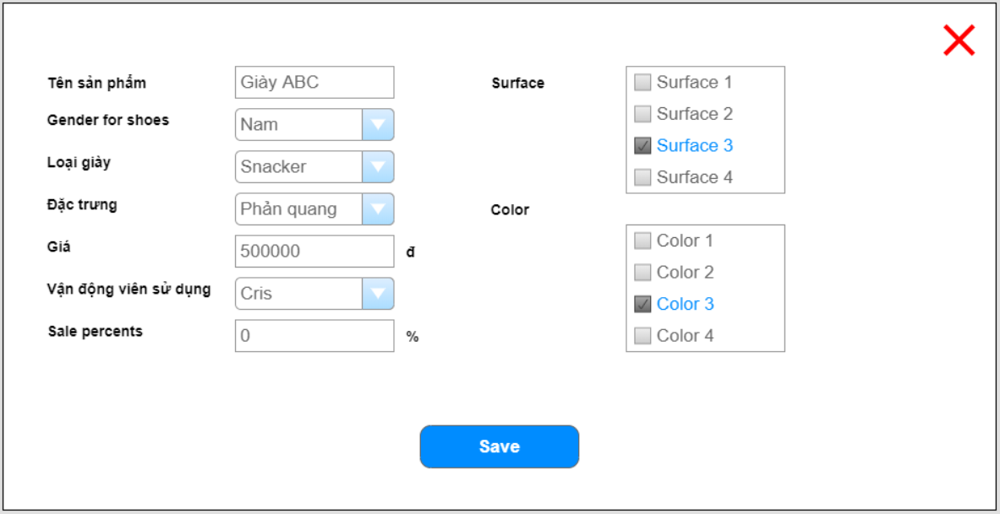 Tên sản phẩm
Giày ABC
Gender for shoes
Nam
Loại giày
Snacker
Đặc trưng
Phản quang
Giá
500000
đ
Vận động viên sử dụng
Cris
Sale percents
0
%
Surface
Surface 1
Surface 2
Surface 3
Surface 4
Color
Color 1
Color 2
Color 3
Color 4
Save